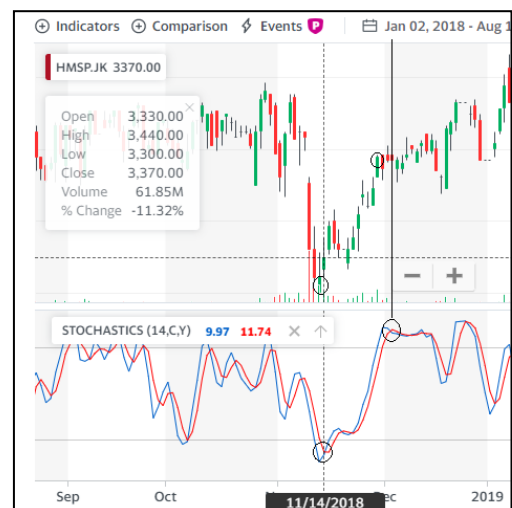 Indicators Comparison Events P Jan 02, 2018 - Aug 1
HMSP.JK 3370.00
Open 3,330.00
High 3,440.00
Low 3,300.00
Close 3,370.00
Volume 61.85M
% Change -11.32%
STOCHASTICS (14,C,Y) 9.97 11.74
Sep Oct N 11/14/2018 ec 2019